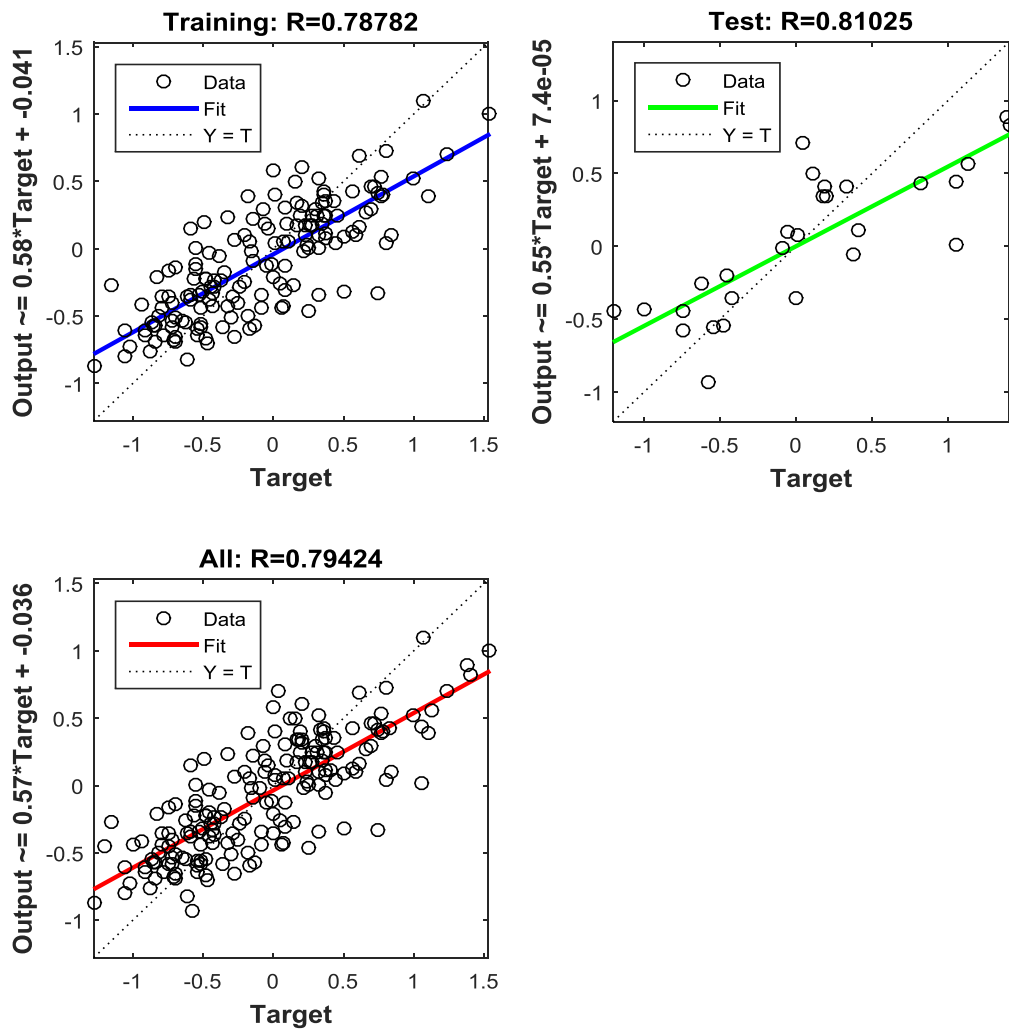 Training: R=0.78782
Output ~= 0.58*Target + -0.041
1.5
1
0.5
0
-0.5
-1
Data
Fit
Y = T
-1
-0.5
0
0.5
1
1.5
Target
Test: R=0.81025
Output ~= 0.55*Target + 7.4e-05
1
0.5
0
-0.5
-1
Data
Fit
Y = T
-1
-0.5
0
0.5
1
Target
All: R=0.79424
Output ~= 0.57*Target + -0.036
1.5
1
0.5
0
-0.5
-1
Data
Fit
Y = T
-1
-0.5
0
0.5
1
1.5
Target